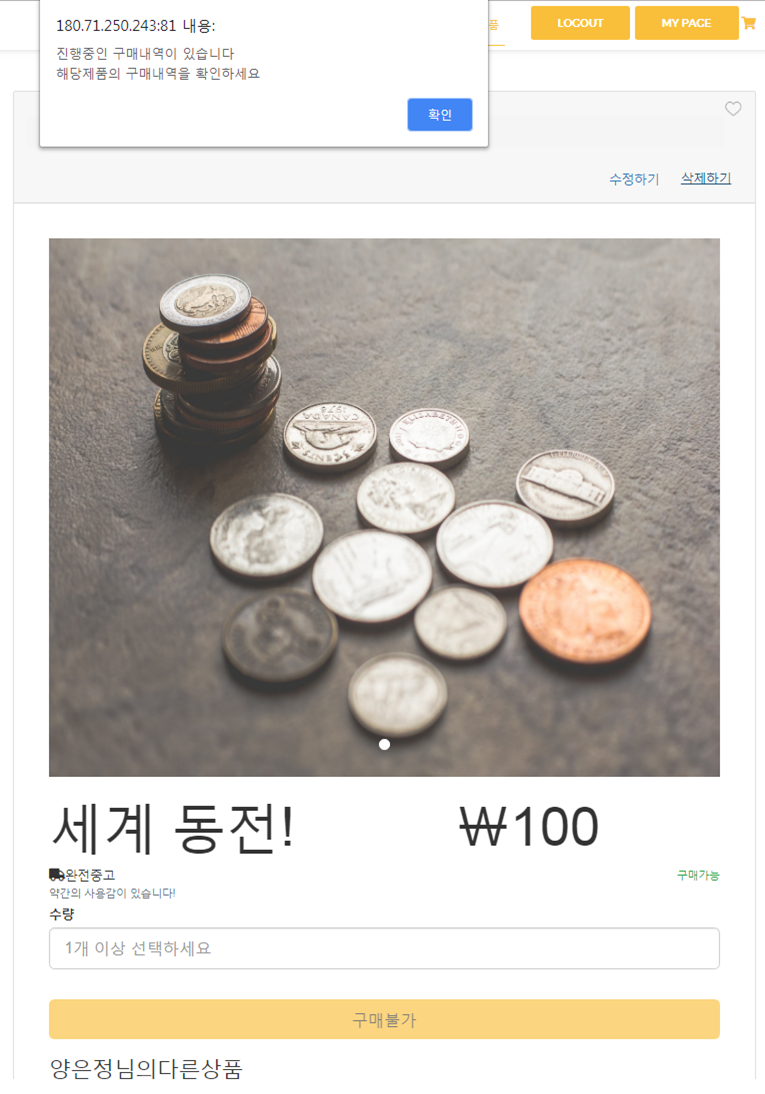 180.71.250.243:81 내용:
진행중인 구매내역이 있습니다
해당제품의 구매내역을 확인하세요
확인
LOGOUT
MY PAGE
수정하기
삭제하기
CANADA
1978
5 CENTS
세계 동전!
₩100
완전중고
구매가능
약간의 사용감이 있습니다!
수량
1개 이상 선택하세요
구매불가
양은정님의다른상품